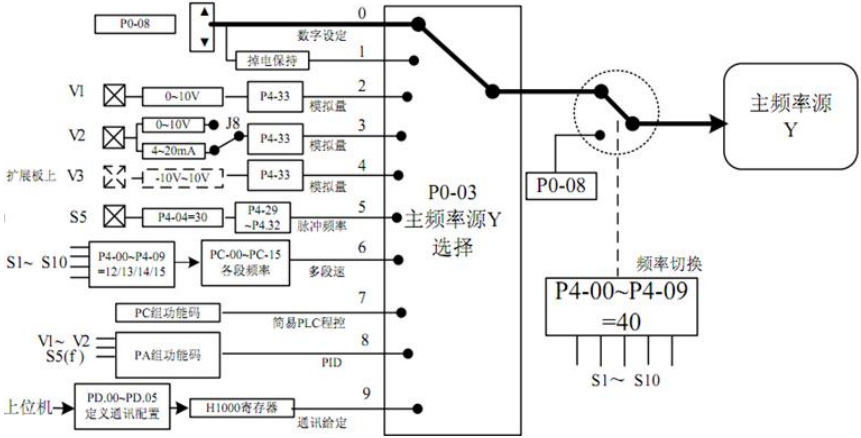 P0-08
0
数字设定
掉电保持
1
V1
0~10V
P4-33
2
模拟量
V2
0~10V
4~20mA
J8
P4-33
3
模拟量
扩展板上
V3
-10V~10V
P4-33
4
模拟量
S5
P4-04=30
P4-29
~P4.32
5
脉冲频率
S1~ S10
P4-00~P4-09
=12/13/14/15
PC-00~PC-15
各段频率
6
多段速
PC组功能码
7
简易PLC程控
V1~ V2
S5(f)
PA组功能码
8
PID
上位机
PD.00~PD.05
定义通讯配置
H1000寄存器
9
通讯给定
P0-03
主频率源Y
选择
P0-08
主频率源
Y
频率切换
P4-00~P4-09
=40
S1~ S10